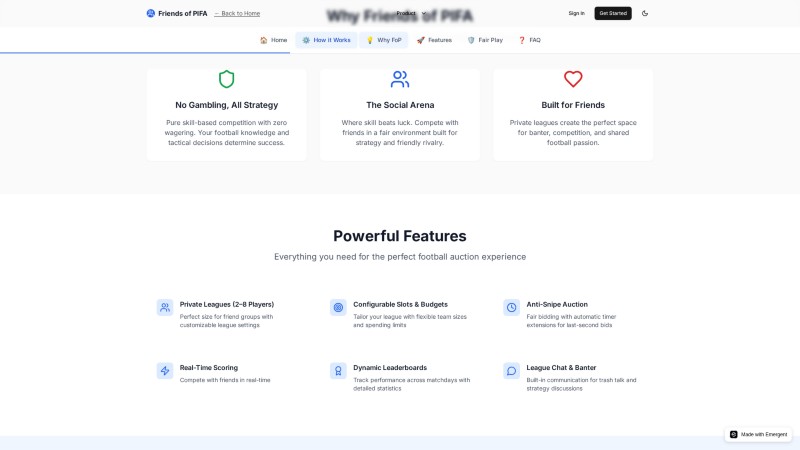 Friends of PIFA
← Back to Home
Why Friends of PIFA
Product
Sign In
Get Started
🏠 Home
⚙️ How it Works
💡 Why FoP
🚀 Features
🛡️ Fair Play
❓ FAQ
No Gambling, All Strategy
Pure skill-based competition with zero
wagering. Your football knowledge and
tactical decisions determine success.
The Social Arena
Where skill beats luck. Compete with
friends in a fair environment built for
strategy and friendly rivalry.
Built for Friends
Private leagues create the perfect space
for banter, competition, and shared
football passion.
Powerful Features
Everything you need for the perfect football auction experience
Private Leagues (2–8 Players)
Perfect size for friend groups with
customizable league settings
Configurable Slots & Budgets
Tailor your league with flexible team sizes
and spending limits
Anti-Snipe Auction
Fair bidding with automatic timer
extensions for last-second bids
Real-Time Scoring
Compete with friends in real-time
Dynamic Leaderboards
Track performance across matchdays with
detailed statistics
League Chat & Banter
Built-in communication for trash talk and
strategy discussions
Made with Emergent